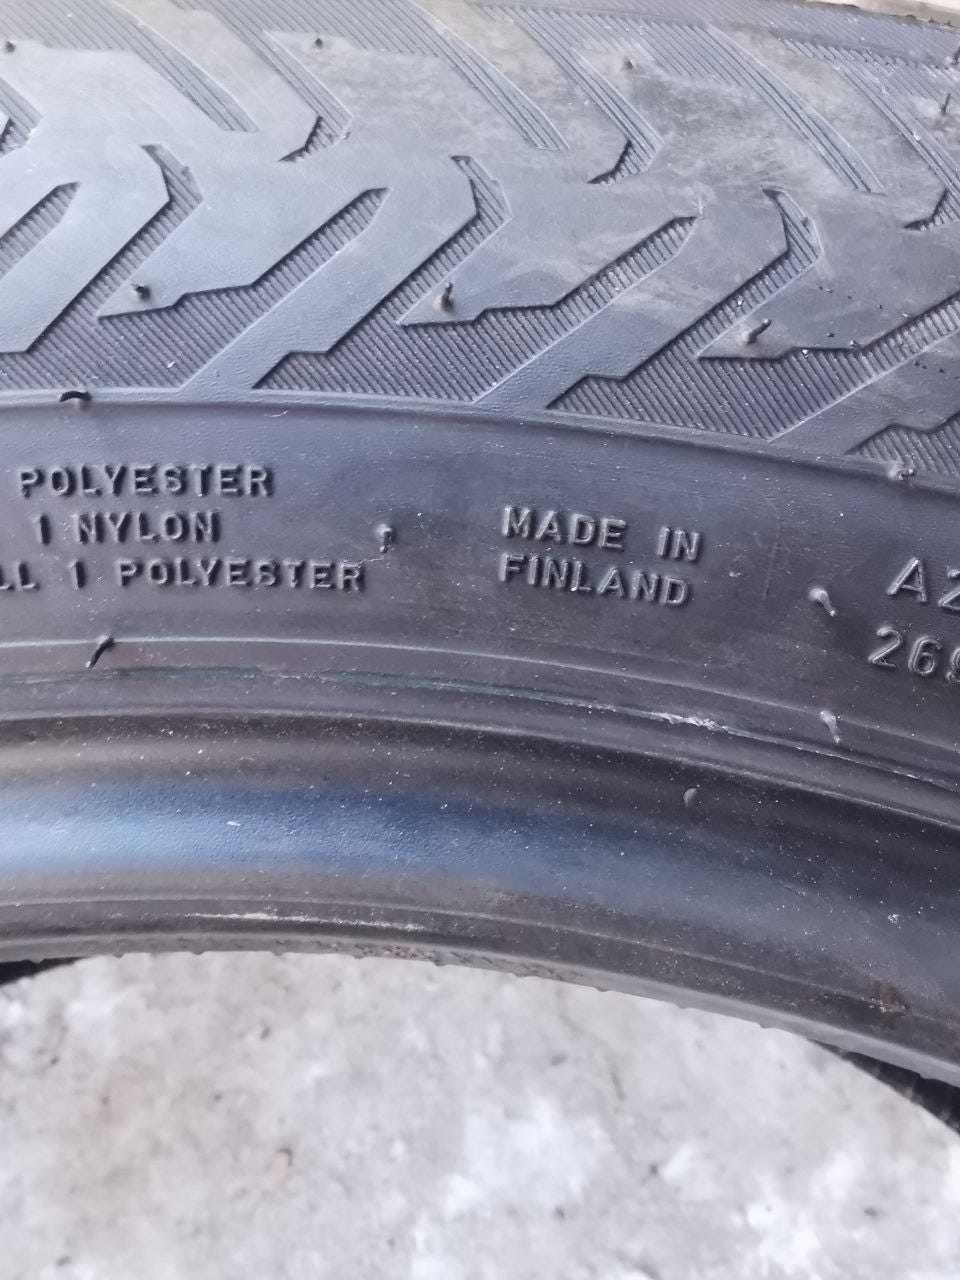 POLYESTER
1 NYLON
LL 1 POLYESTER
MADE IN
FINLAND